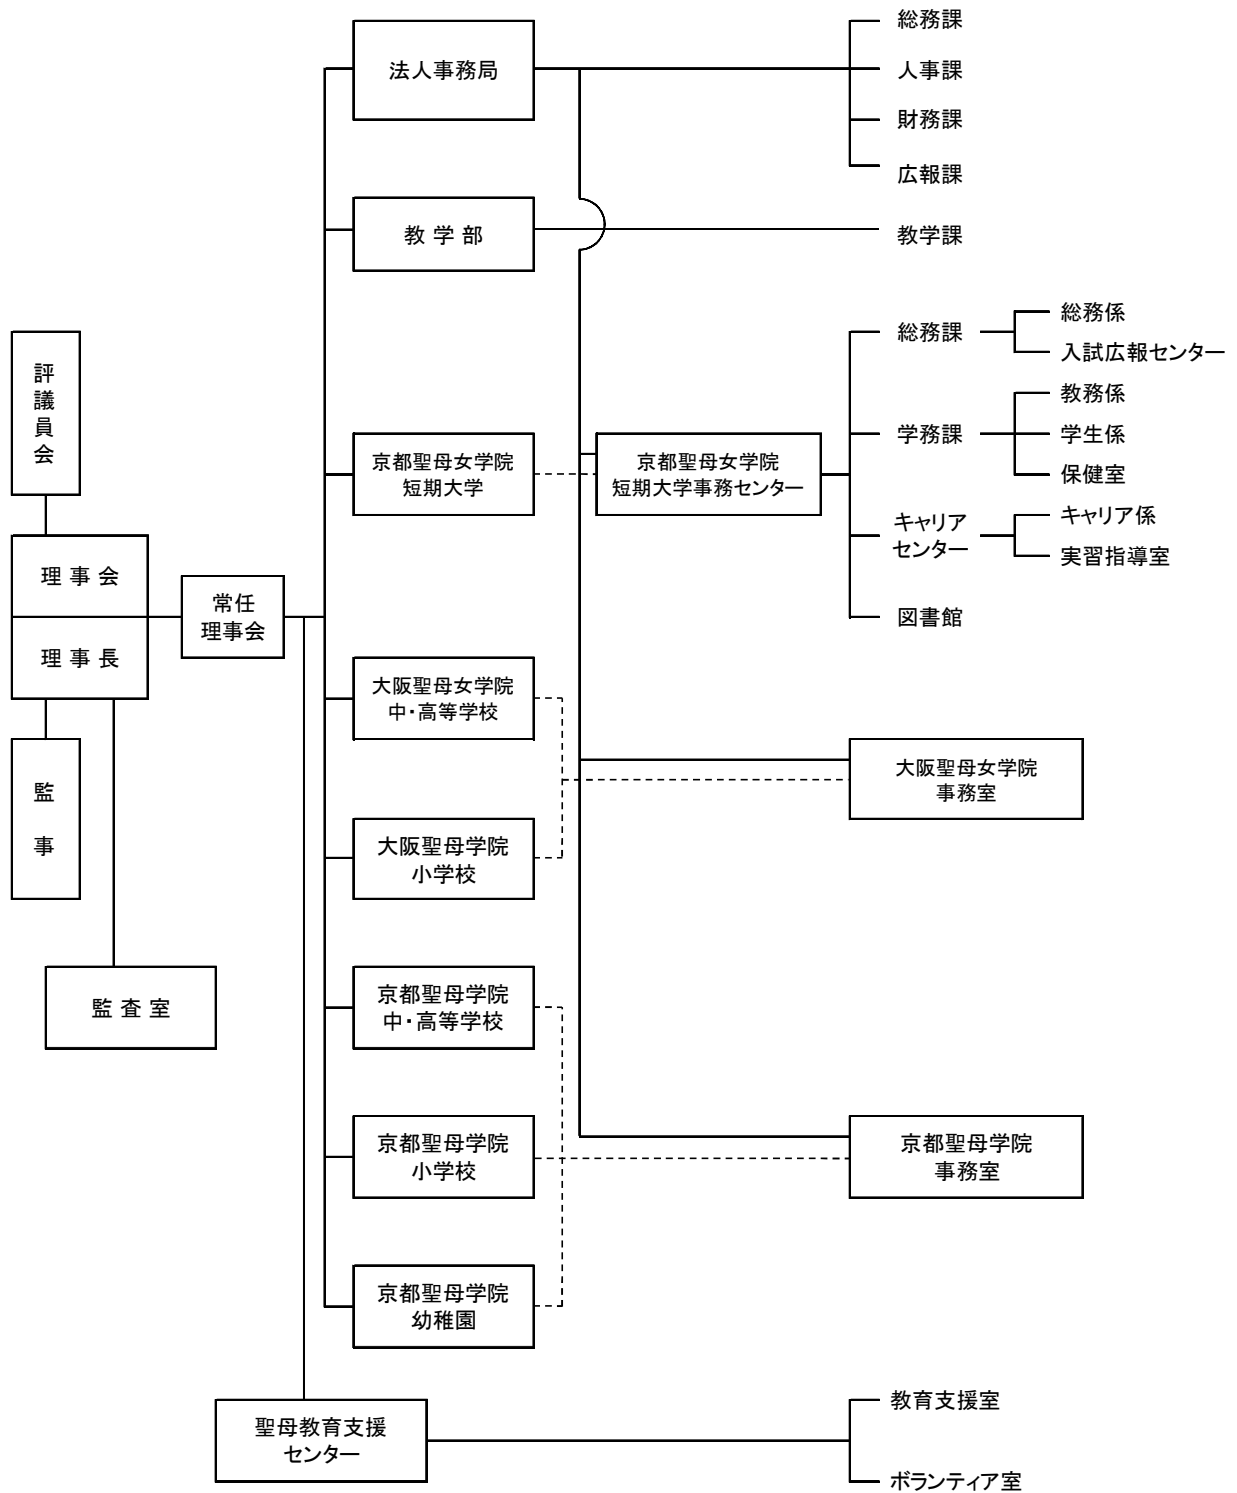 総務課
法人事務局
人事課
財務課
広報課
教学部
教学課
評議員会
総務課
総務係
入試広報センター
京都聖母女学院
短期大学
京都聖母女学院
短期大学事務センター
学務課
教務係
学生係
保健室
キャリア
センター
キャリア係
実習指導室
図書館
理事会
理事長
常任
理事会
大阪聖母女学院
中・高等学校
大阪聖母女学院
事務室
監事
大阪聖母学院
小学校
監査室
京都聖母学院
中・高等学校
京都聖母学院
小学校
京都聖母学院
事務室
京都聖母学院
幼稚園
聖母教育支援
センター
教育支援室
ボランティア室